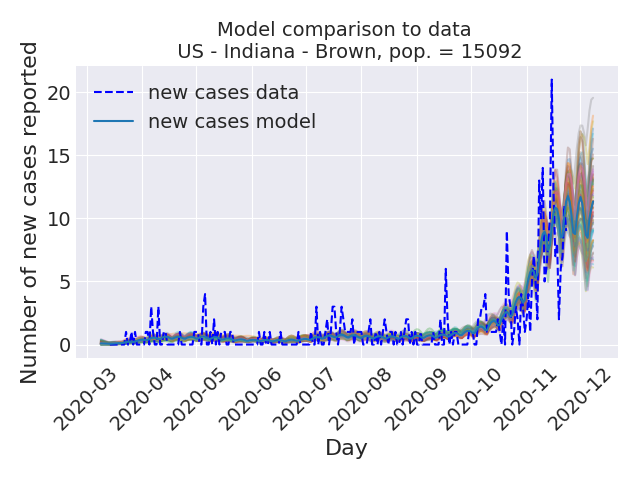 Model comparison to data
US - Indiana - Brown, pop. = 15092
Number of new cases reported
20
15
10
5
0
new cases data
new cases model
2020-03
2020-04
2020-05
2020-06
2020-07
2020-08
2020-09
2020-10
2020-11
2020-12
Day